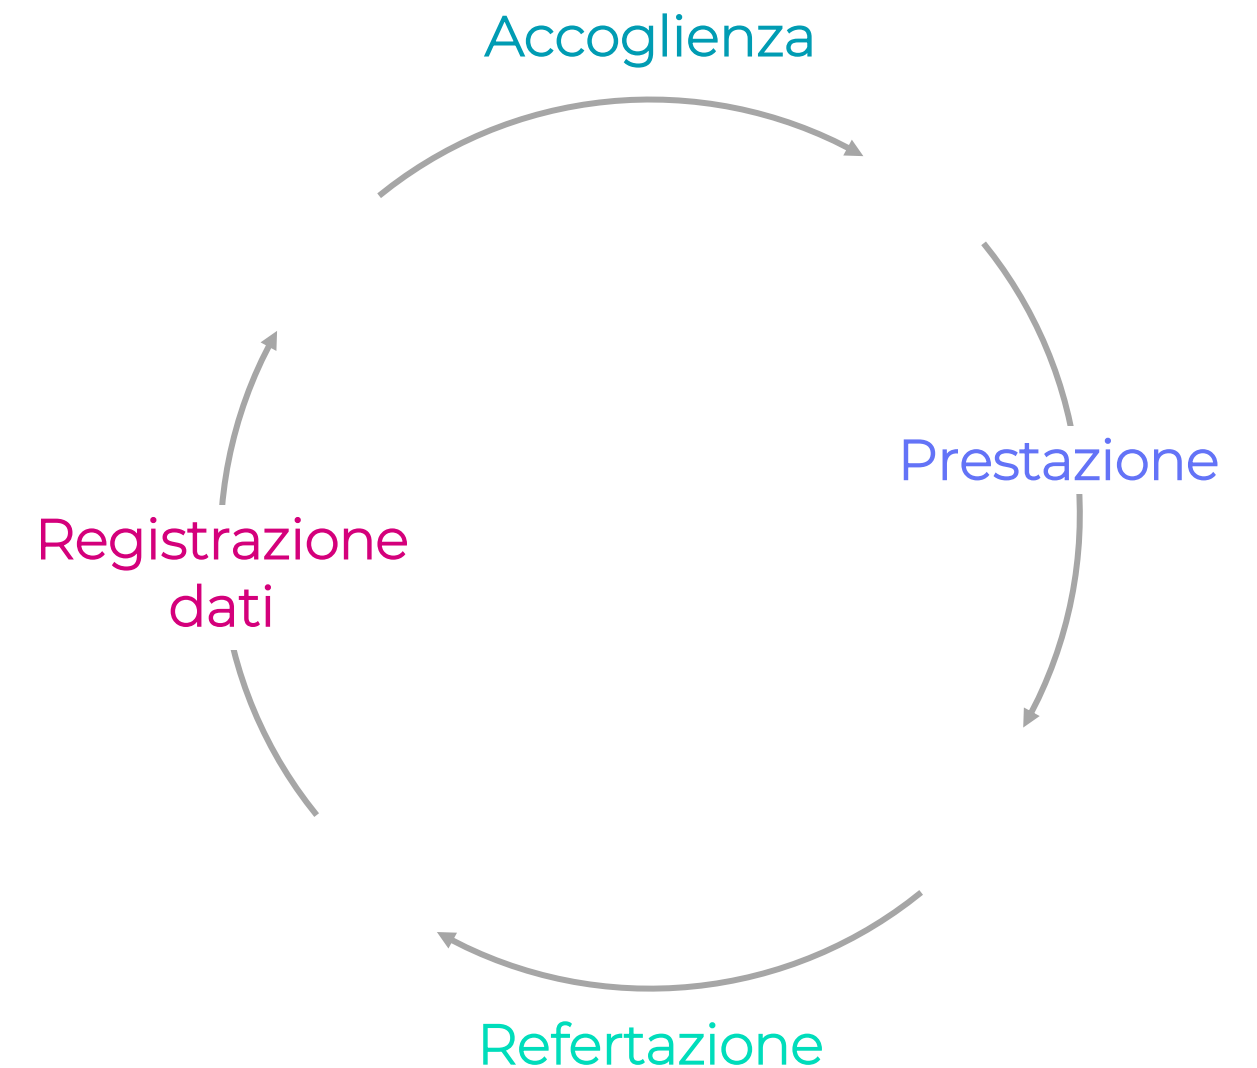 Accoglienza
Prestazione
Registrazione
dati
Refertazione